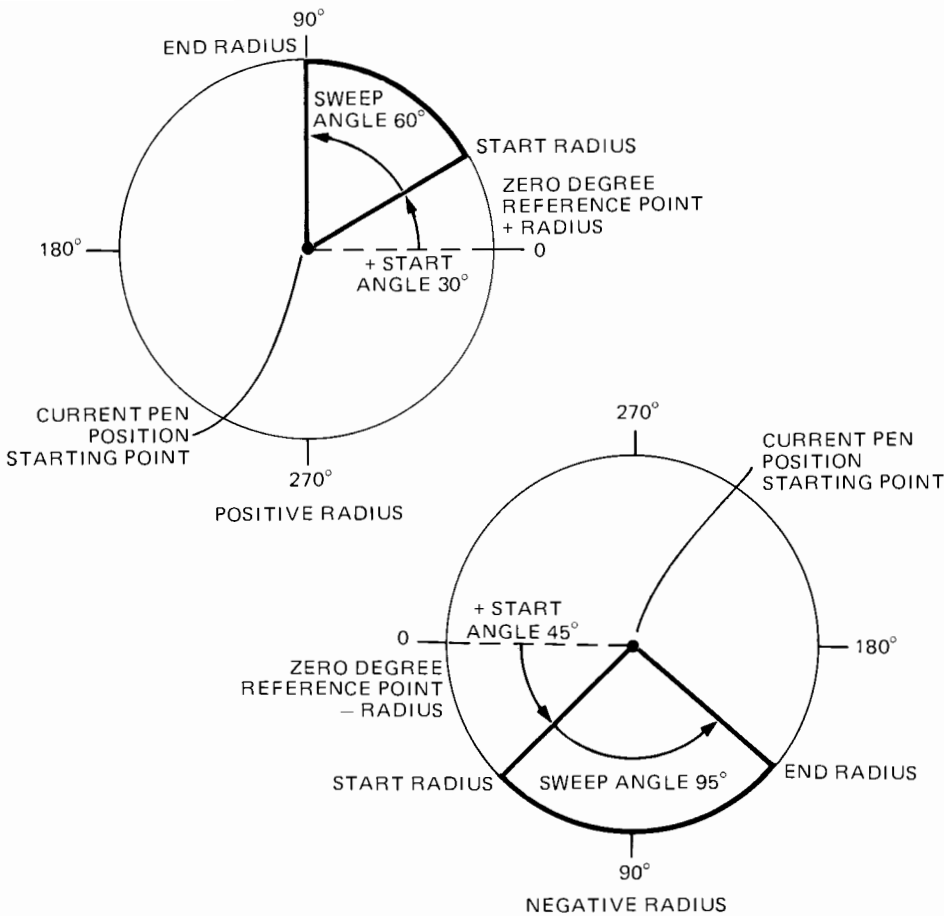 90°
END RADIUS
SWEEP
ANGLE 60°
START RADIUS
ZERO DEGREE
REFERENCE POINT
+ RADIUS
180°
0
+ START
ANGLE 30°
CURRENT PEN
POSITION
STARTING POINT
270°
POSITIVE RADIUS
270°
CURRENT PEN
POSITION
STARTING POINT
+ START
ANGLE 45°
0
180°
ZERO DEGREE
REFERENCE POINT
– RADIUS
START RADIUS
SWEEP ANGLE 95°
END RADIUS
90°
NEGATIVE RADIUS